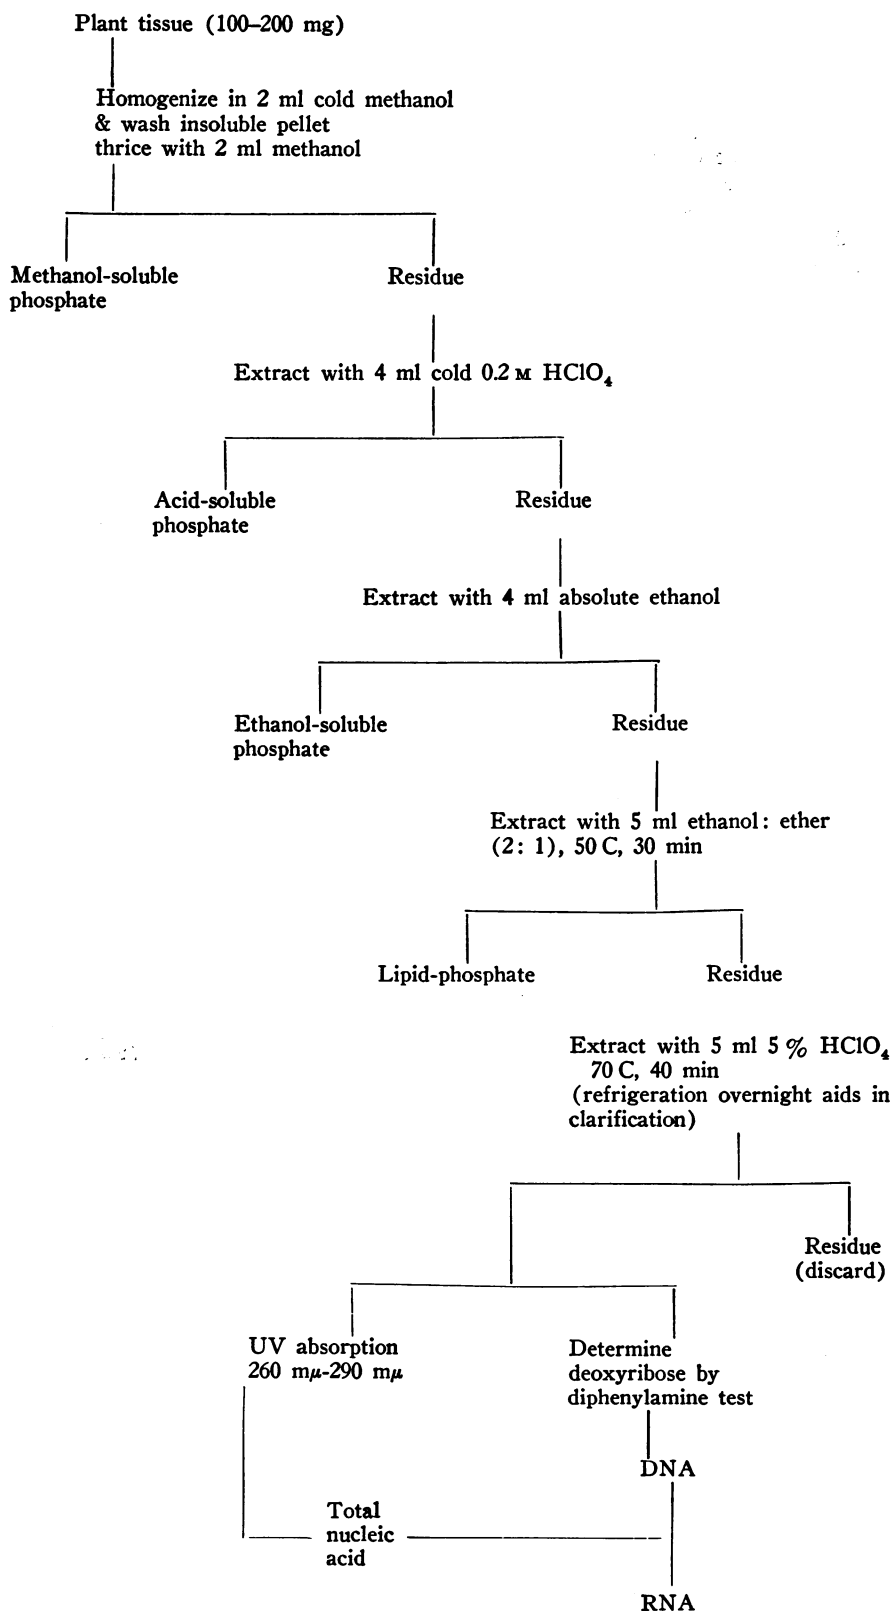 Plant tissue (100–200 mg)
Homogenize in 2 ml cold methanol
& wash insoluble pellet
thrice with 2 ml methanol
Methanol-soluble
phosphate
Residue
Extract with 4 ml cold 0.2 M HClO₄
Acid-soluble
phosphate
Residue
Extract with 4 ml absolute ethanol
Ethanol-soluble
phosphate
Residue
Extract with 5 ml ethanol: ether
(2: 1), 50 C, 30 min
Lipid-phosphate
Residue
Extract with 5 ml 5 % HClO₄
70 C, 40 min
(refrigeration overnight aids in
clarification)
Residue
(discard)
UV absorption
260 mμ-290 mμ
Determine
deoxyribose by
diphenylamine test
DNA
Total
nucleic
acid
RNA